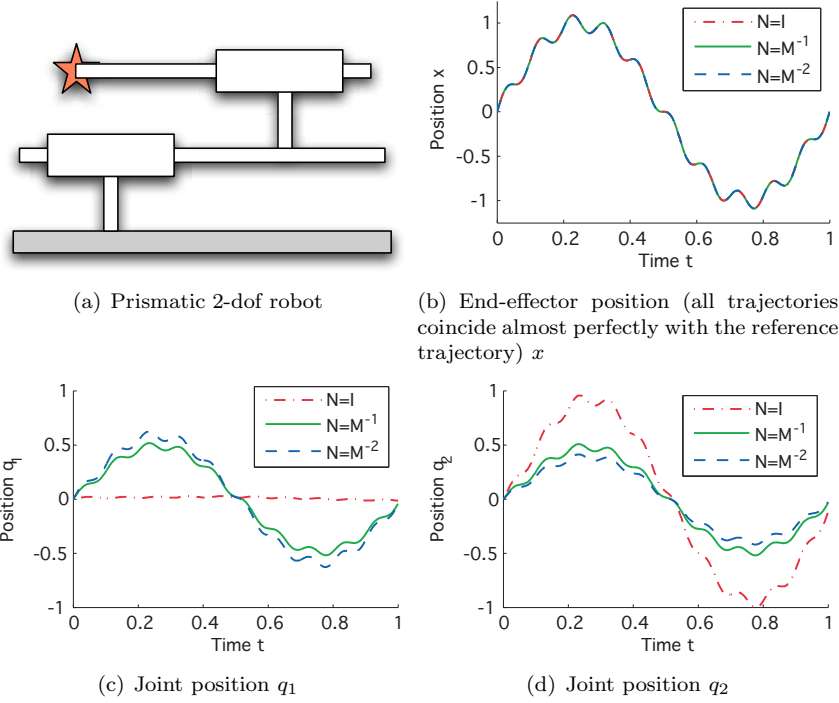 (a) Prismatic 2-dof robot
Position x
1
0.5
0
-0.5
-1
N=I
N=M⁻¹
N=M⁻²
0 0.2 0.4 0.6 0.8 1
Time t
(b) End-effector position (all trajectories
coincide almost perfectly with the reference
trajectory) x
Position q₁
1
0.5
0
-0.5
-1
N=I
N=M⁻¹
N=M⁻²
0 0.2 0.4 0.6 0.8 1
Time t
(c) Joint position q₁
Position q₂
1
0.5
0
-0.5
-1
N=I
N=M⁻¹
N=M⁻²
0 0.2 0.4 0.6 0.8 1
Time t
(d) Joint position q₂